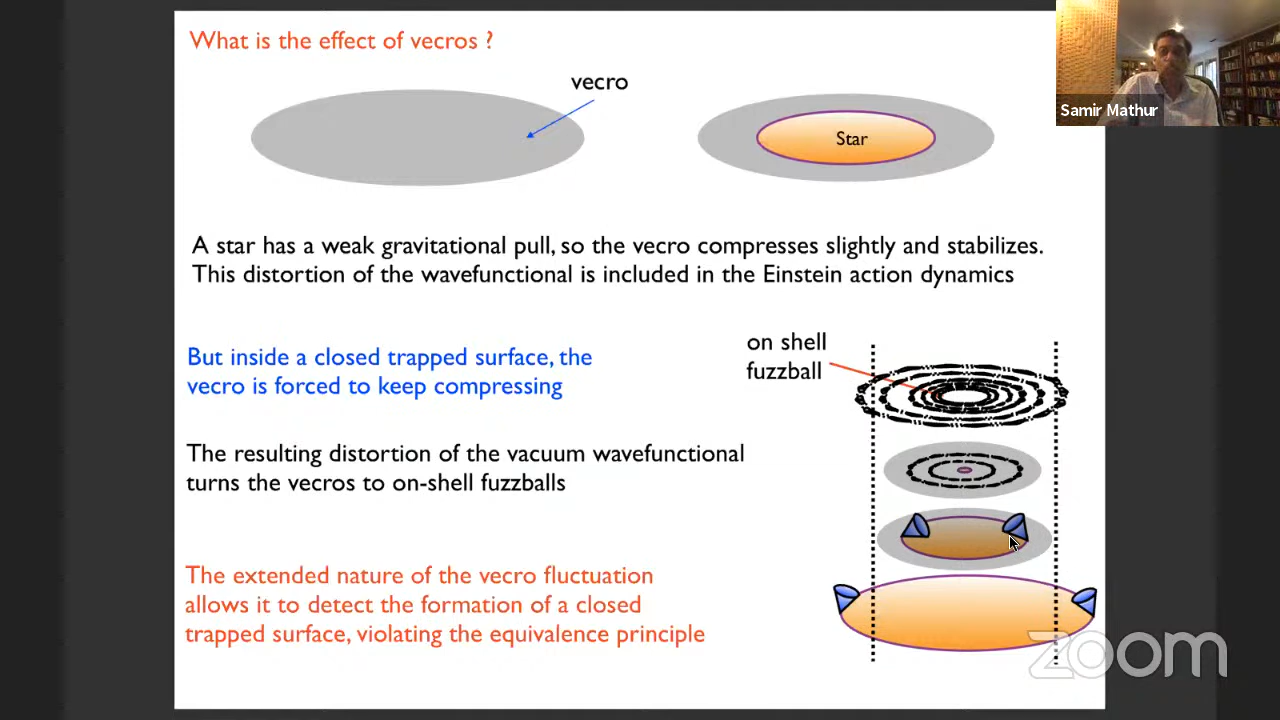 What is the effect of vecros ?
vecro
Star
Samir Mathur
A star has a weak gravitational pull, so the vecro compresses slightly and stabilizes.
This distortion of the wavefunctional is included in the Einstein action dynamics
on shell
fuzzball
But inside a closed trapped surface, the
vecro is forced to keep compressing
The resulting distortion of the vacuum wavefunctional
turns the vecros to on-shell fuzzballs
The extended nature of the vecro fluctuation
allows it to detect the formation of a closed
trapped surface, violating the equivalence principle
zoom